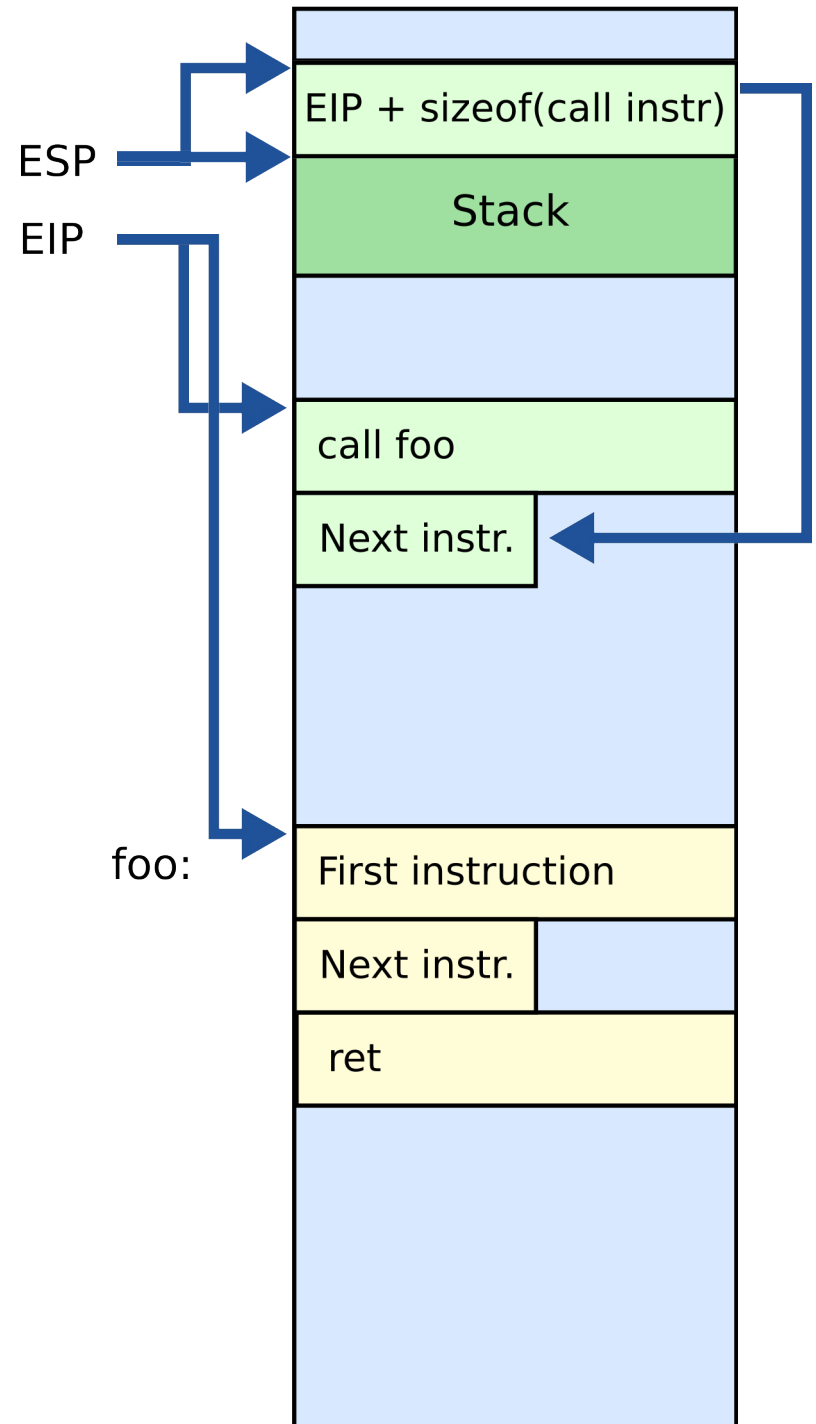 EIP + sizeof(call instr)
ESP
Stack
EIP
call foo
Next instr.
foo:
First instruction
Next instr.
ret